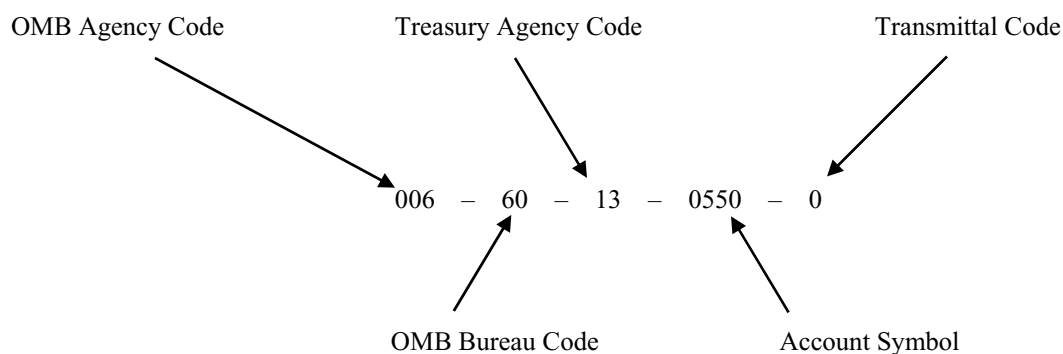 OMB Agency Code Treasury Agency Code Transmittal Code
006 – 60 – 13 – 0550 – 0
OMB Bureau Code Account Symbol